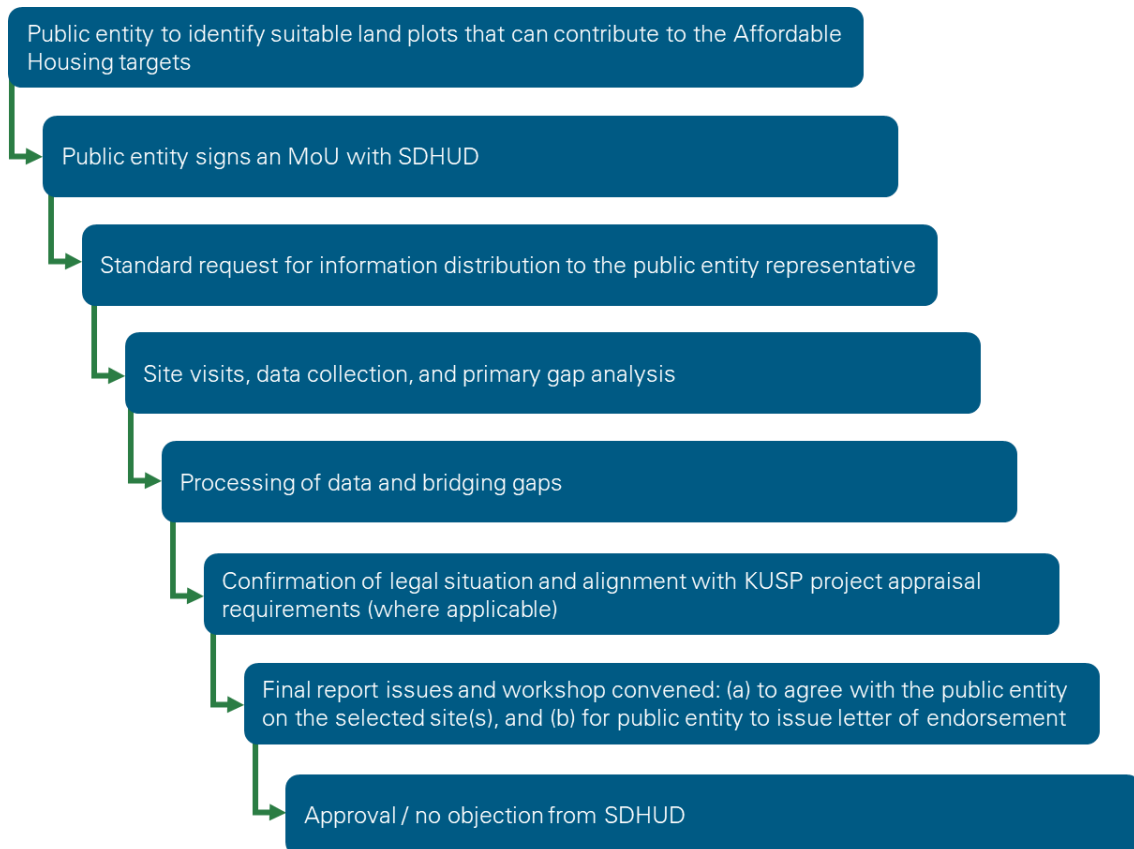 Public entity to identify suitable land plots that can contribute to the Affordable
Housing targets
Public entity signs an MoU with SDHUD
Standard request for information distribution to the public entity representative
Site visits, data collection, and primary gap analysis
Processing of data and bridging gaps
Confirmation of legal situation and alignment with KUSP project appraisal
requirements (where applicable)
Final report issues and workshop convened: (a) to agree with the public entity
on the selected site(s), and (b) for public entity to issue letter of endorsement
Approval / no objection from SDHUD